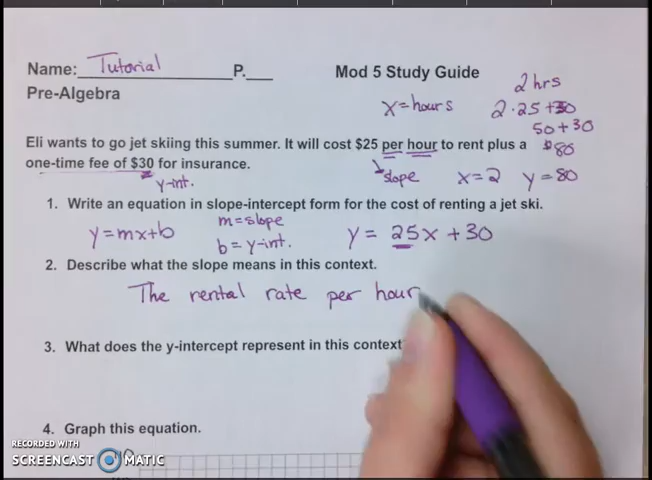 Name: Tutorial P.
Mod 5 Study Guide
2 hrs
Pre-Algebra
x=hours
2·25+30
50+30
Eli wants to go jet skiing this summer. It will cost $25 per hour to rent plus a
$80
one-time fee of $30 for insurance.
y-int.
slope
x=2 y=80
1. Write an equation in slope-intercept form for the cost of renting a jet ski.
y=mx+b
m=slope
b=y-int.
y= 25x +30
2. Describe what the slope means in this context.
The rental rate per hour
3. What does the y-intercept represent in this context
4. Graph this equation.
RECORDED WITH
SCREENCAST MATIC